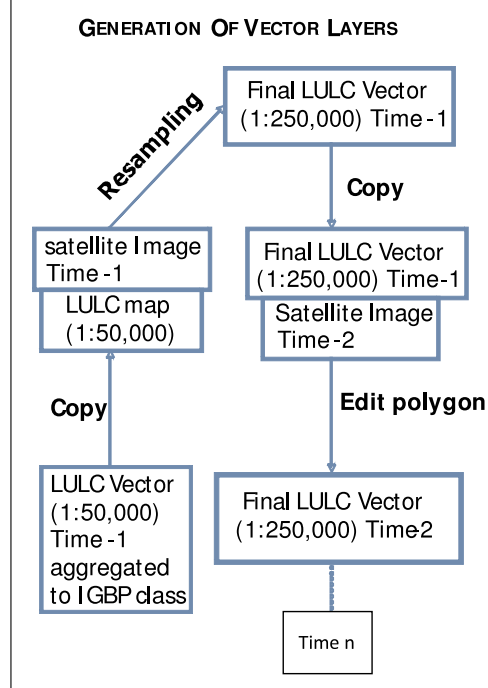 GENERATION OF VECTOR LAYERS
Final LULC Vector
(1:250,000) Time-1
Resampling
Copy
satellite Image
Time-1
LULC map
(1:50,000)
Final LULC Vector
(1:250,000) Time-1
Satellite Image
Time-2
Copy
Edit polygon
LULC Vector
(1:50,000)
Time-1
aggregated
to IGBP class
Final LULC Vector
(1:250,000) Time-2
Time n